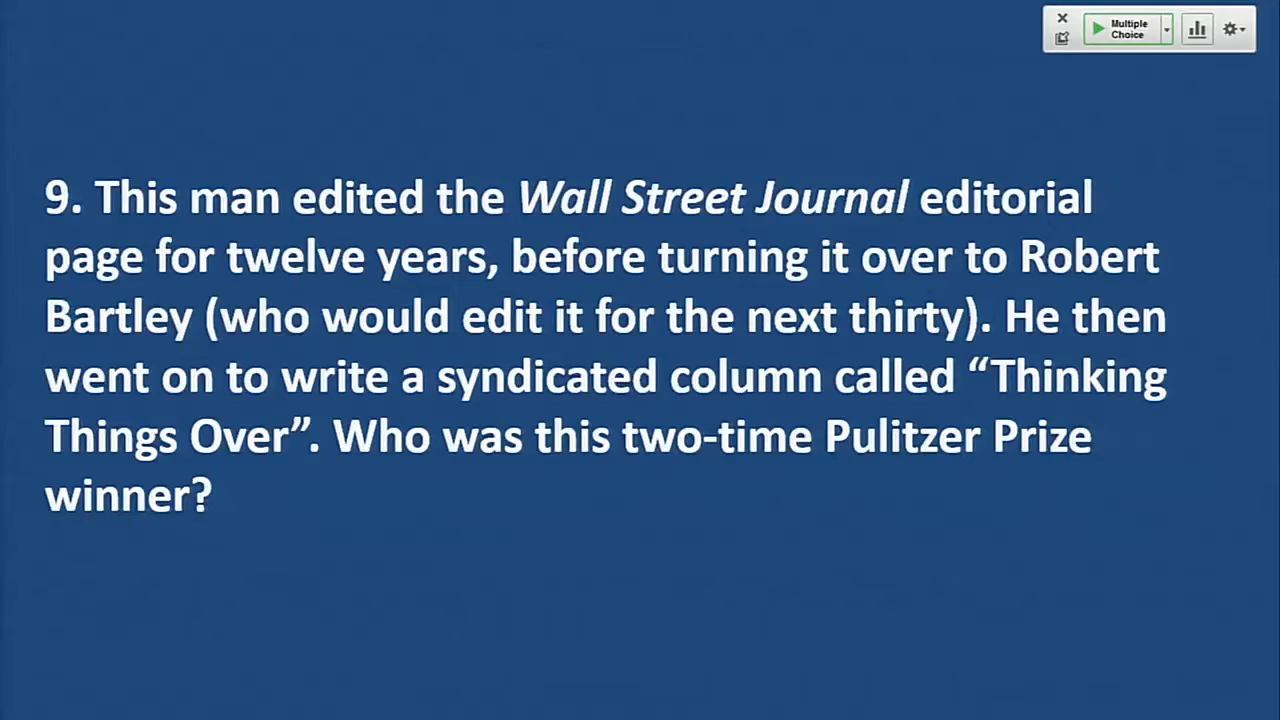 Multiple
Choice
9. This man edited the Wall Street Journal editorial
page for twelve years, before turning it over to Robert
Bartley (who would edit it for the next thirty). He then
went on to write a syndicated column called “Thinking
Things Over”. Who was this two-time Pulitzer Prize
winner?